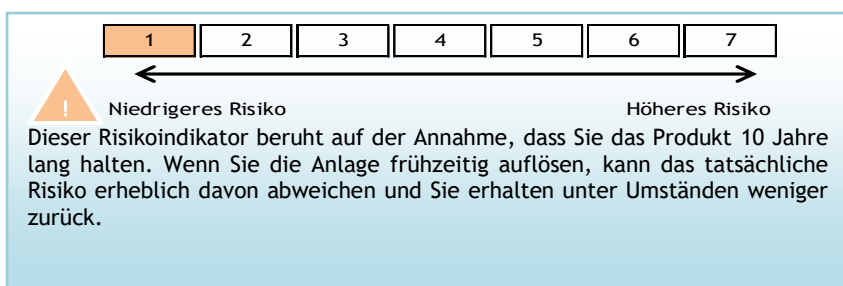 1 2 3 4 5 6 7
!
Niedrigeres Risiko Höheres Risiko
Dieser Risikoindikator beruht auf der Annahme, dass Sie das Produkt 10 Jahre
lang halten. Wenn Sie die Anlage frühzeitig auflösen, kann das tatsächliche
Risiko erheblich davon abweichen und Sie erhalten unter Umständen weniger
zurück.